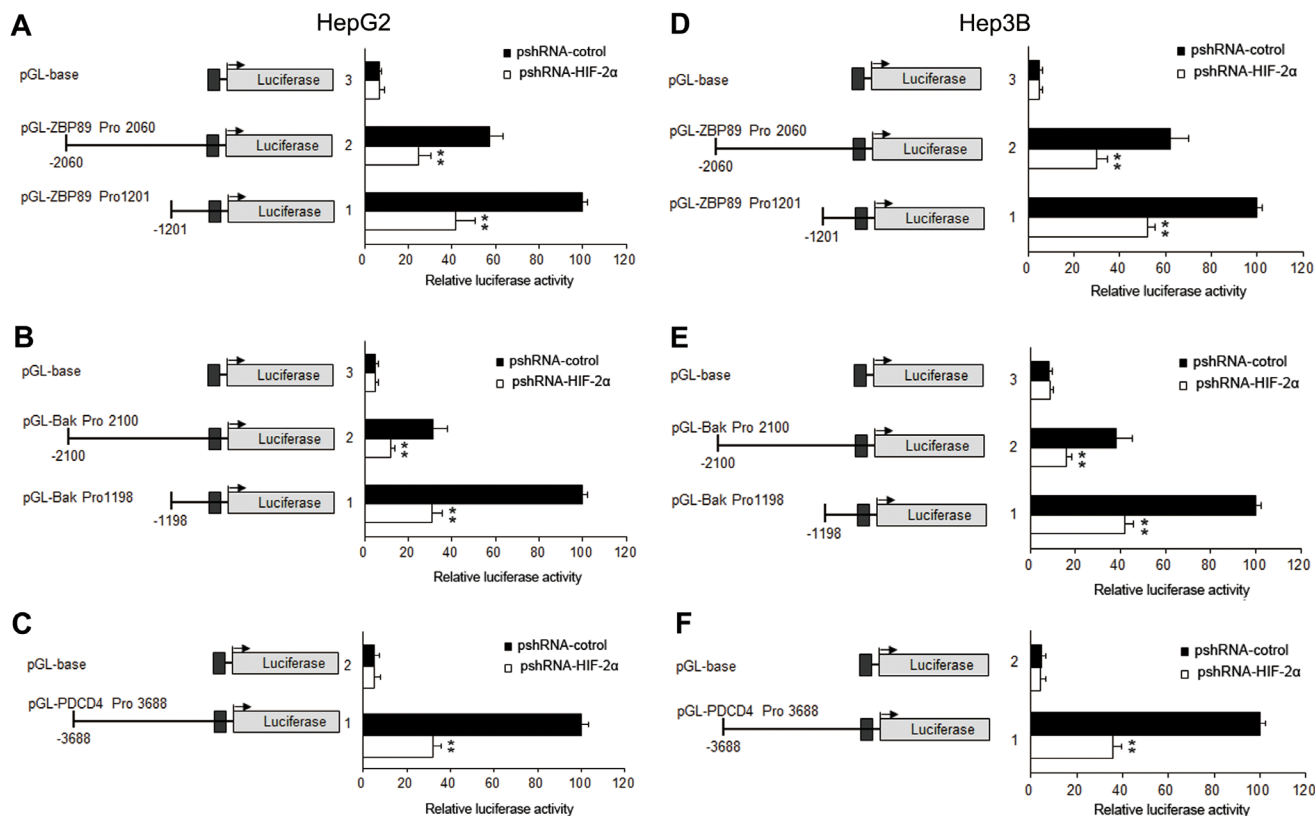 A
HepG2
pshRNA-cotrol
pshRNA-HIF-2α
pGL-base
Luciferase
3
pGL-ZBP89 Pro 2060
-2060
Luciferase
2
**
pGL-ZBP89 Pro1201
-1201
Luciferase
1
**
0 20 40 60 80 100 120
Relative luciferase activity
B
pshRNA-cotrol
pshRNA-HIF-2α
pGL-base
Luciferase
3
pGL-Bak Pro 2100
-2100
Luciferase
2
**
pGL-Bak Pro1198
-1198
Luciferase
1
**
0 20 40 60 80 100 120
Relative luciferase activity
C
pshRNA-cotrol
pshRNA-HIF-2α
pGL-base
Luciferase
2
pGL-PDCD4 Pro 3688
-3688
Luciferase
1
**
0 20 40 60 80 100 120
Relative luciferase activity
D
Hep3B
pshRNA-cotrol
pshRNA-HIF-2α
pGL-base
Luciferase
3
pGL-ZBP89 Pro 2060
-2060
Luciferase
2
**
pGL-ZBP89 Pro1201
-1201
Luciferase
1
**
0 20 40 60 80 100 120
Relative luciferase activity
E
pshRNA-cotrol
pshRNA-HIF-2α
pGL-base
Luciferase
3
pGL-Bak Pro 2100
-2100
Luciferase
2
**
pGL-Bak Pro1198
-1198
Luciferase
1
**
0 20 40 60 80 100 120
Relative luciferase activity
F
pshRNA-cotrol
pshRNA-HIF-2α
pGL-base
Luciferase
2
pGL-PDCD4 Pro 3688
-3688
Luciferase
1
**
0 20 40 60 80 100 120
Relative luciferase activity